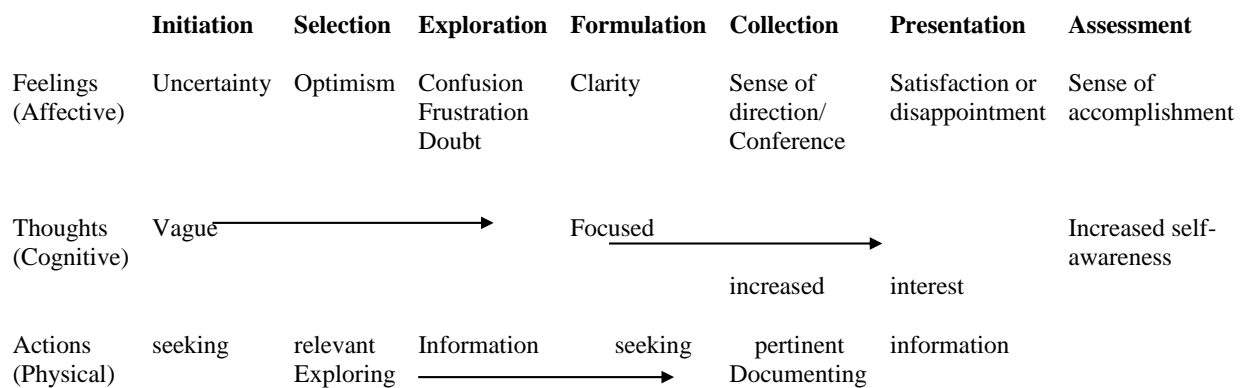 Initiation Selection Exploration Formulation Collection Presentation Assessment
Feelings Uncertainty Optimism Confusion Clarity Sense of Satisfaction or Sense of
(Affective) Frustration direction/ disappointment accomplishment
Doubt Conference
Thoughts Vague Focused Increased self-
(Cognitive) awareness
increased interest
Actions seeking relevant Information seeking pertinent information
(Physical) Exploring Documenting